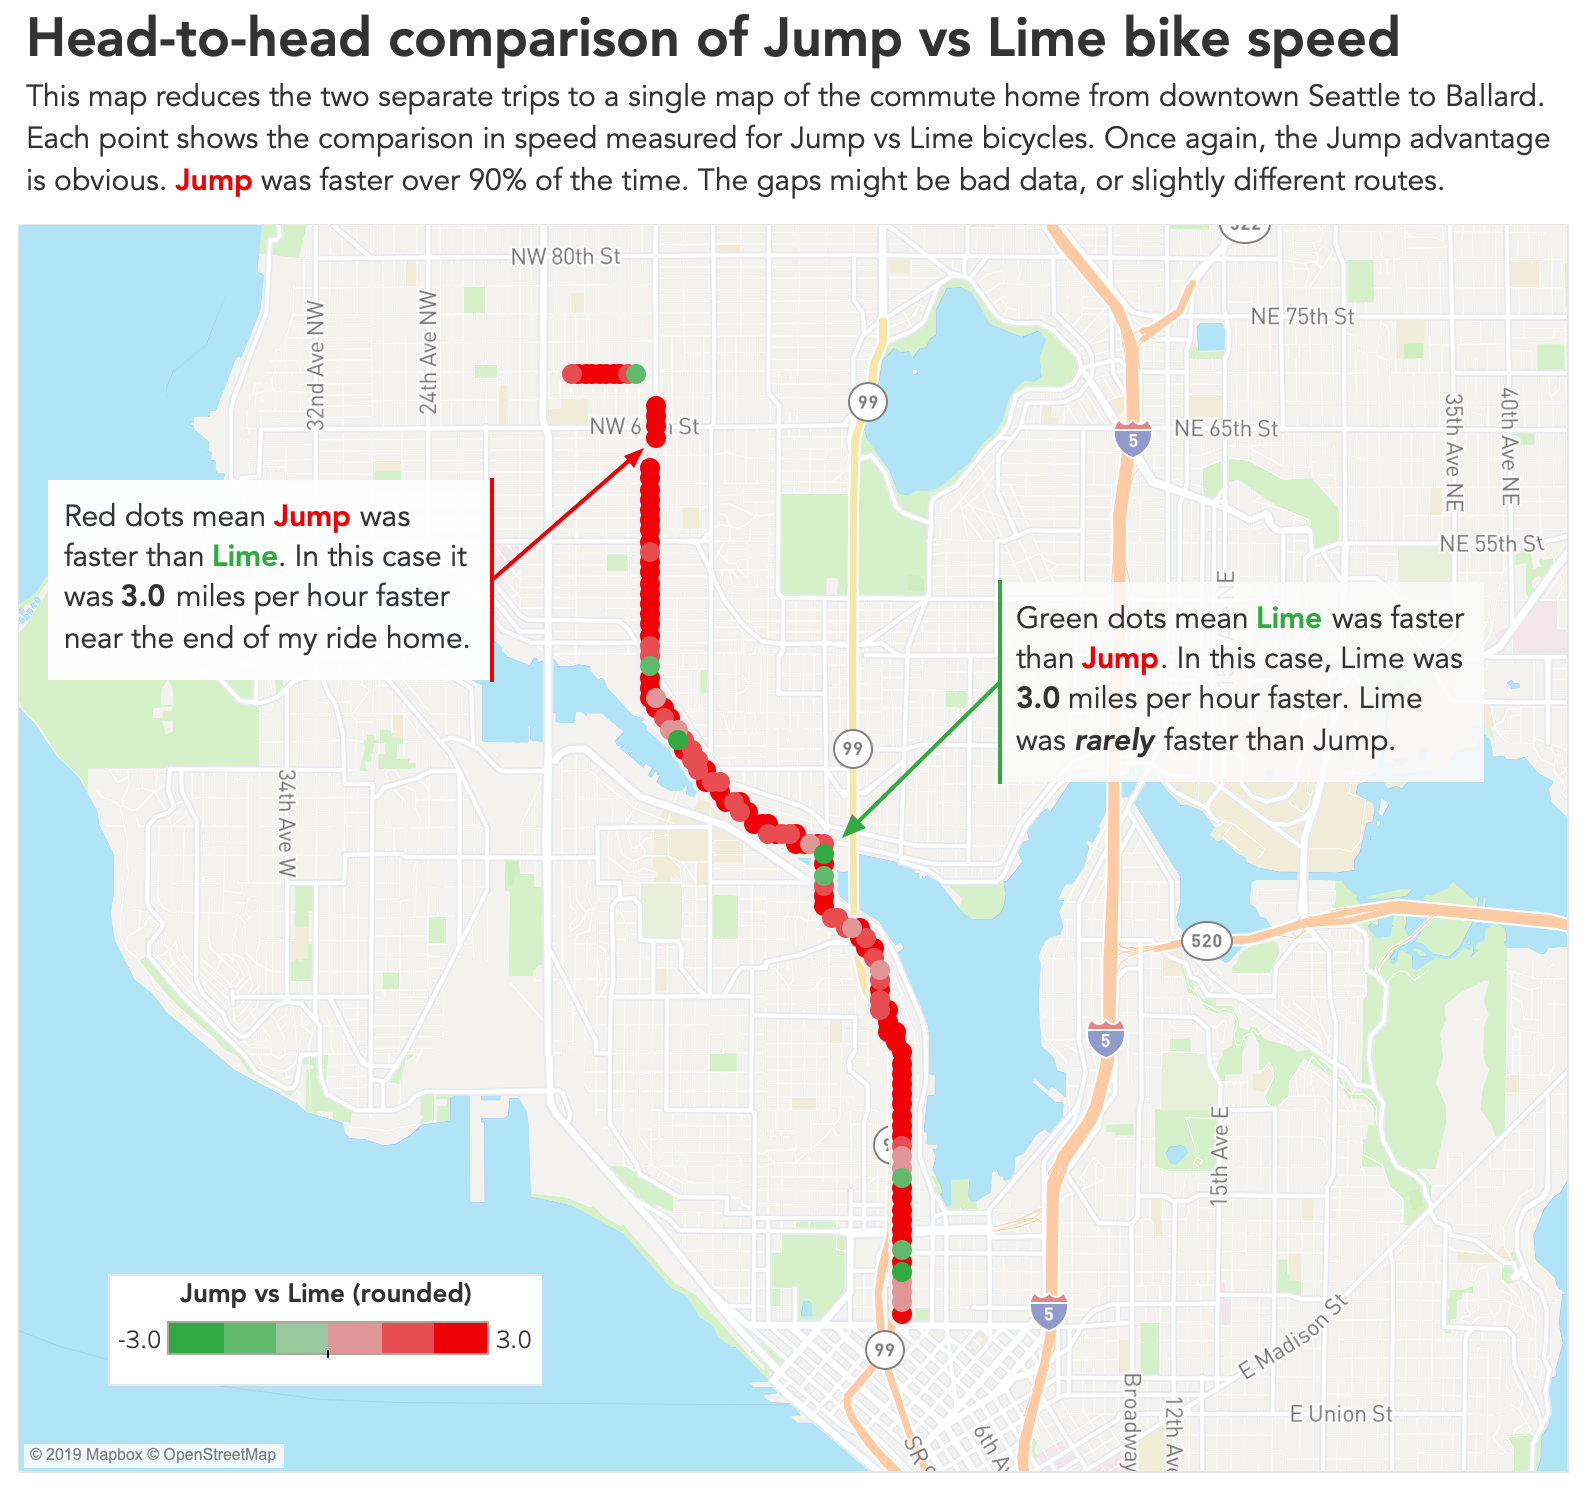 Head-to-head comparison of Jump vs Lime bike speed
This map reduces the two separate trips to a single map of the commute home from downtown Seattle to Ballard.
Each point shows the comparison in speed measured for Jump vs Lime bicycles. Once again, the Jump advantage
is obvious. Jump was faster over 90% of the time. The gaps might be bad data, or slightly different routes.
NW 80th St
NE 75th St
32nd Ave NW
24th Ave NW
99
NW 6
St
5
NE 65th St
35th Ave NE
40th Ave NE
NE 55th St
Red dots mean Jump was
faster than Lime. In this case it
was 3.0 miles per hour faster
near the end of my ride home.
Green dots mean Lime was faster
than Jump. In this case, Lime was
3.0 miles per hour faster. Lime
was rarely faster than Jump.
99
34th Ave W
520
5
15th Ave E
Jump vs Lime (rounded)
-3.0
3.0
5
99
E Madison St
Broadway
12th Ave
E Union St
6th
SR
© 2019 Mapbox © OpenStreetMap